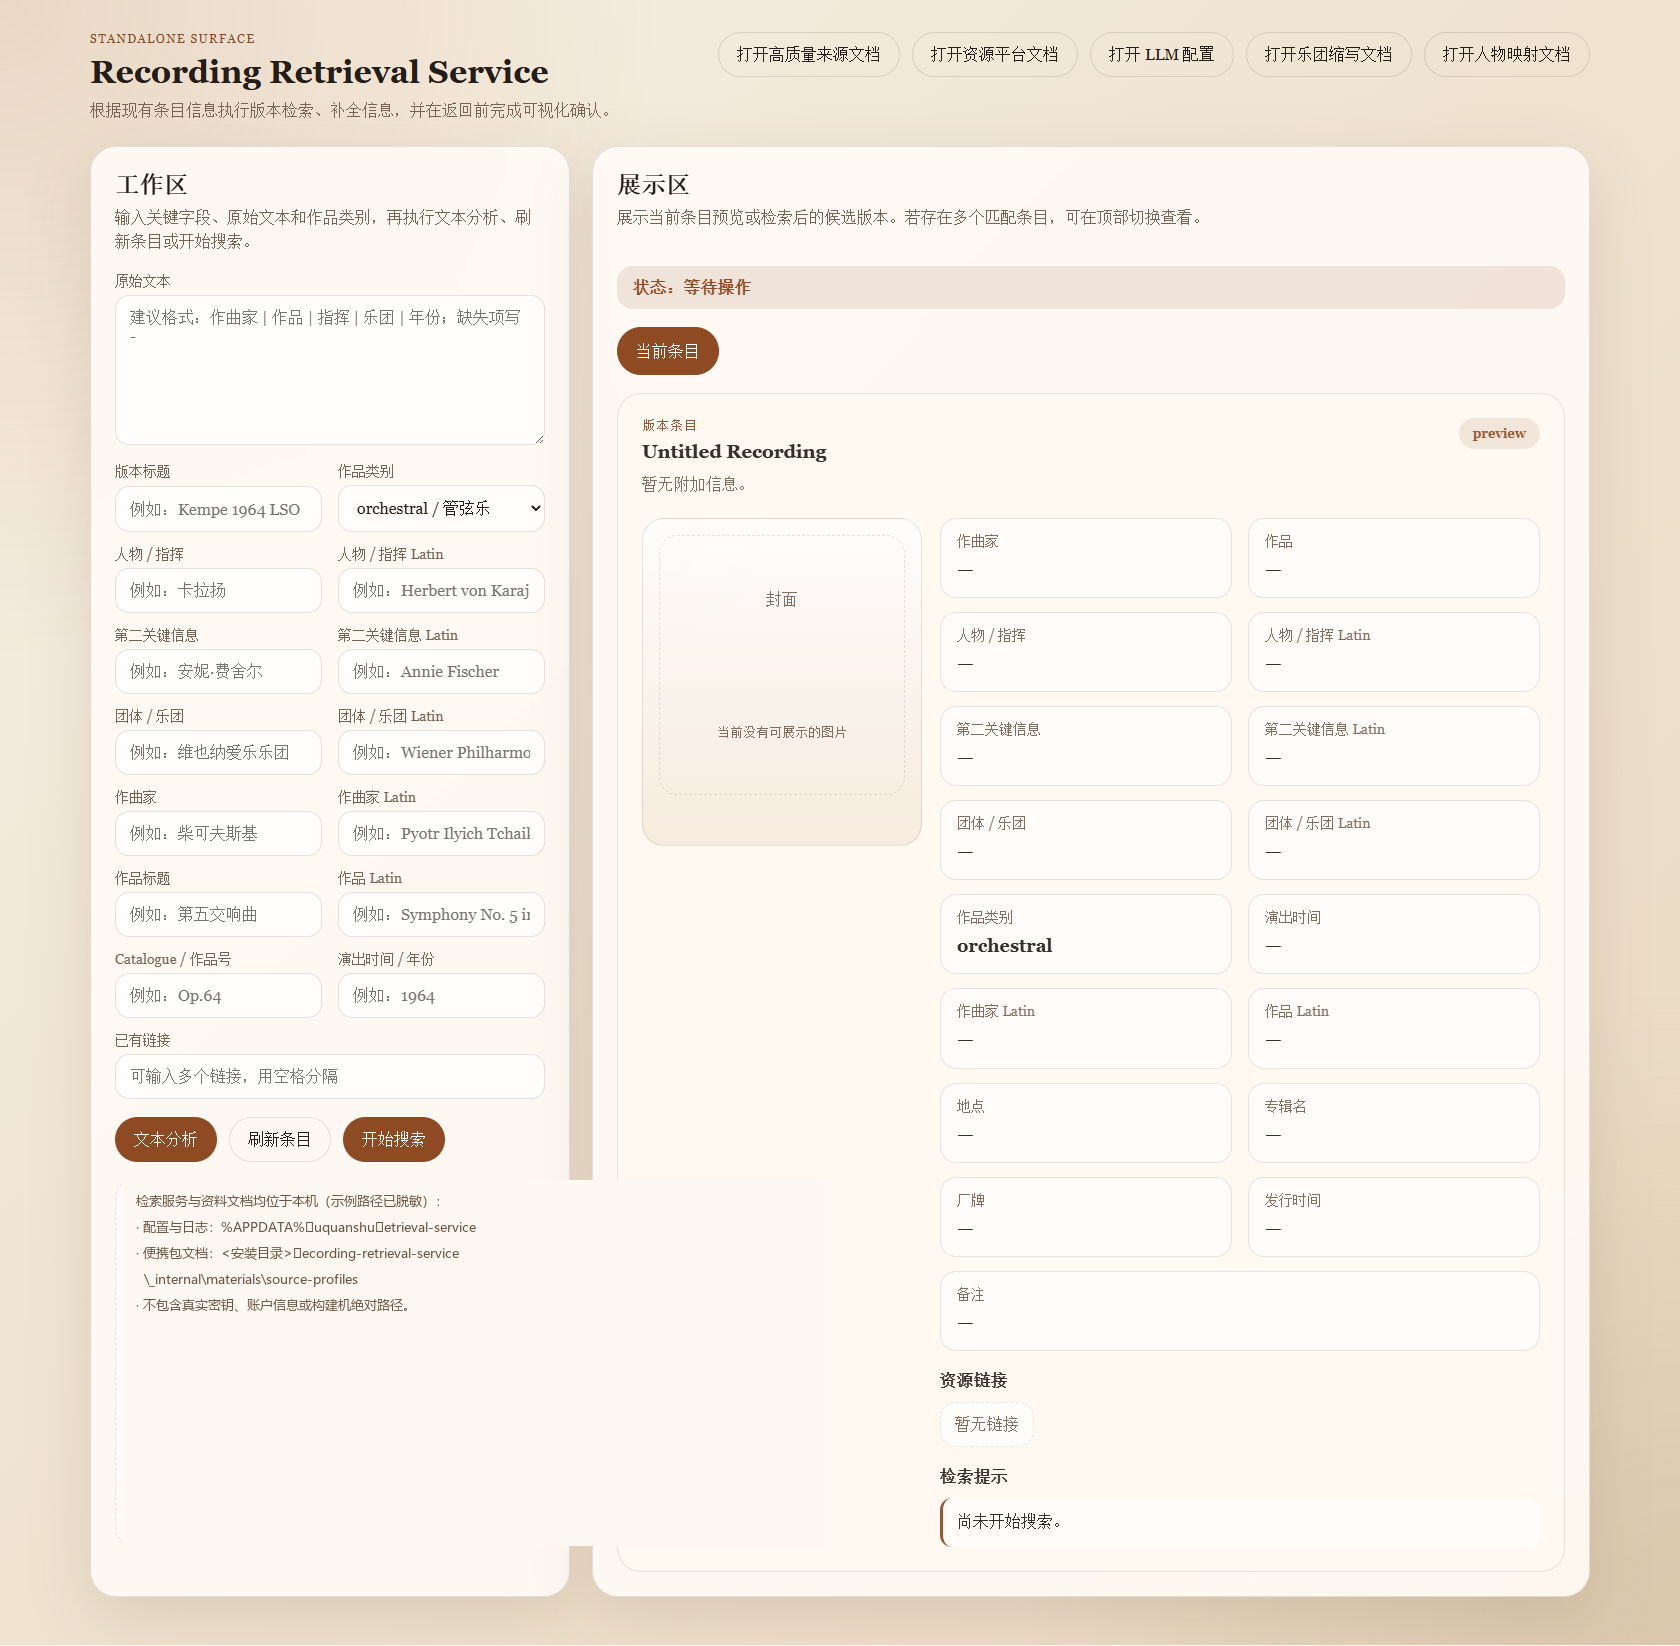 STANDALONE SURFACE
Recording Retrieval Service
根据现有条目信息执行版本检索、补全信息，并在返回前完成可视化确认。
打开高质量来源文档
打开资源平台文档
打开 LLM 配置
打开乐团缩写文档
打开人物映射文档
工作区
输入关键字段、原始文本和作品类别，再执行文本分析、刷
新条目或开始搜索。
原始文本
建议格式：作曲家 | 作品 | 指挥 | 乐团 | 年份；缺失项写
-
版本标题
作品类别
例如：Kempe 1964 LSO
orchestral / 管弦乐
人物 / 指挥
人物 / 指挥 Latin
例如：卡拉扬
例如：Herbert von Karaj
第二关键信息
第二关键信息 Latin
例如：安妮·费舍尔
例如：Annie Fischer
团体 / 乐团
团体 / 乐团 Latin
例如：维也纳爱乐乐团
例如：Wiener Philharmo
作曲家
作曲家 Latin
例如：柴可夫斯基
例如：Pyotr Ilyich Tchail
作品标题
作品 Latin
例如：第五交响曲
例如：Symphony No. 5 in
Catalogue / 作品号
演出时间 / 年份
例如：Op.64
例如：1964
已有链接
可输入多个链接，用空格分隔
文本分析
刷新条目
开始搜索
检索服务与资料文档均位于本机（示例路径已脱敏）：
· 配置与日志：%APPDATA%□uquanshu□etrieval-service
· 便携包文档：<安装目录>□ecording-retrieval-service
\_internal\materials\source-profiles
· 不包含真实密钥、账户信息或构建机绝对路径。
展示区
展示当前条目预览或检索后的候选版本。若存在多个匹配条目，可在顶部切换查看。
状态：等待操作
当前条目
版本条目
Untitled Recording
暂无附加信息。
preview
封面
当前没有可展示的图片
作曲家
—
作品
—
人物 / 指挥
—
人物 / 指挥 Latin
—
第二关键信息
—
第二关键信息 Latin
—
团体 / 乐团
—
团体 / 乐团 Latin
—
作品类别
orchestral
演出时间
—
作曲家 Latin
—
作品 Latin
—
地点
—
专辑名
—
厂牌
—
发行时间
—
备注
—
资源链接
暂无链接
检索提示
尚未开始搜索。